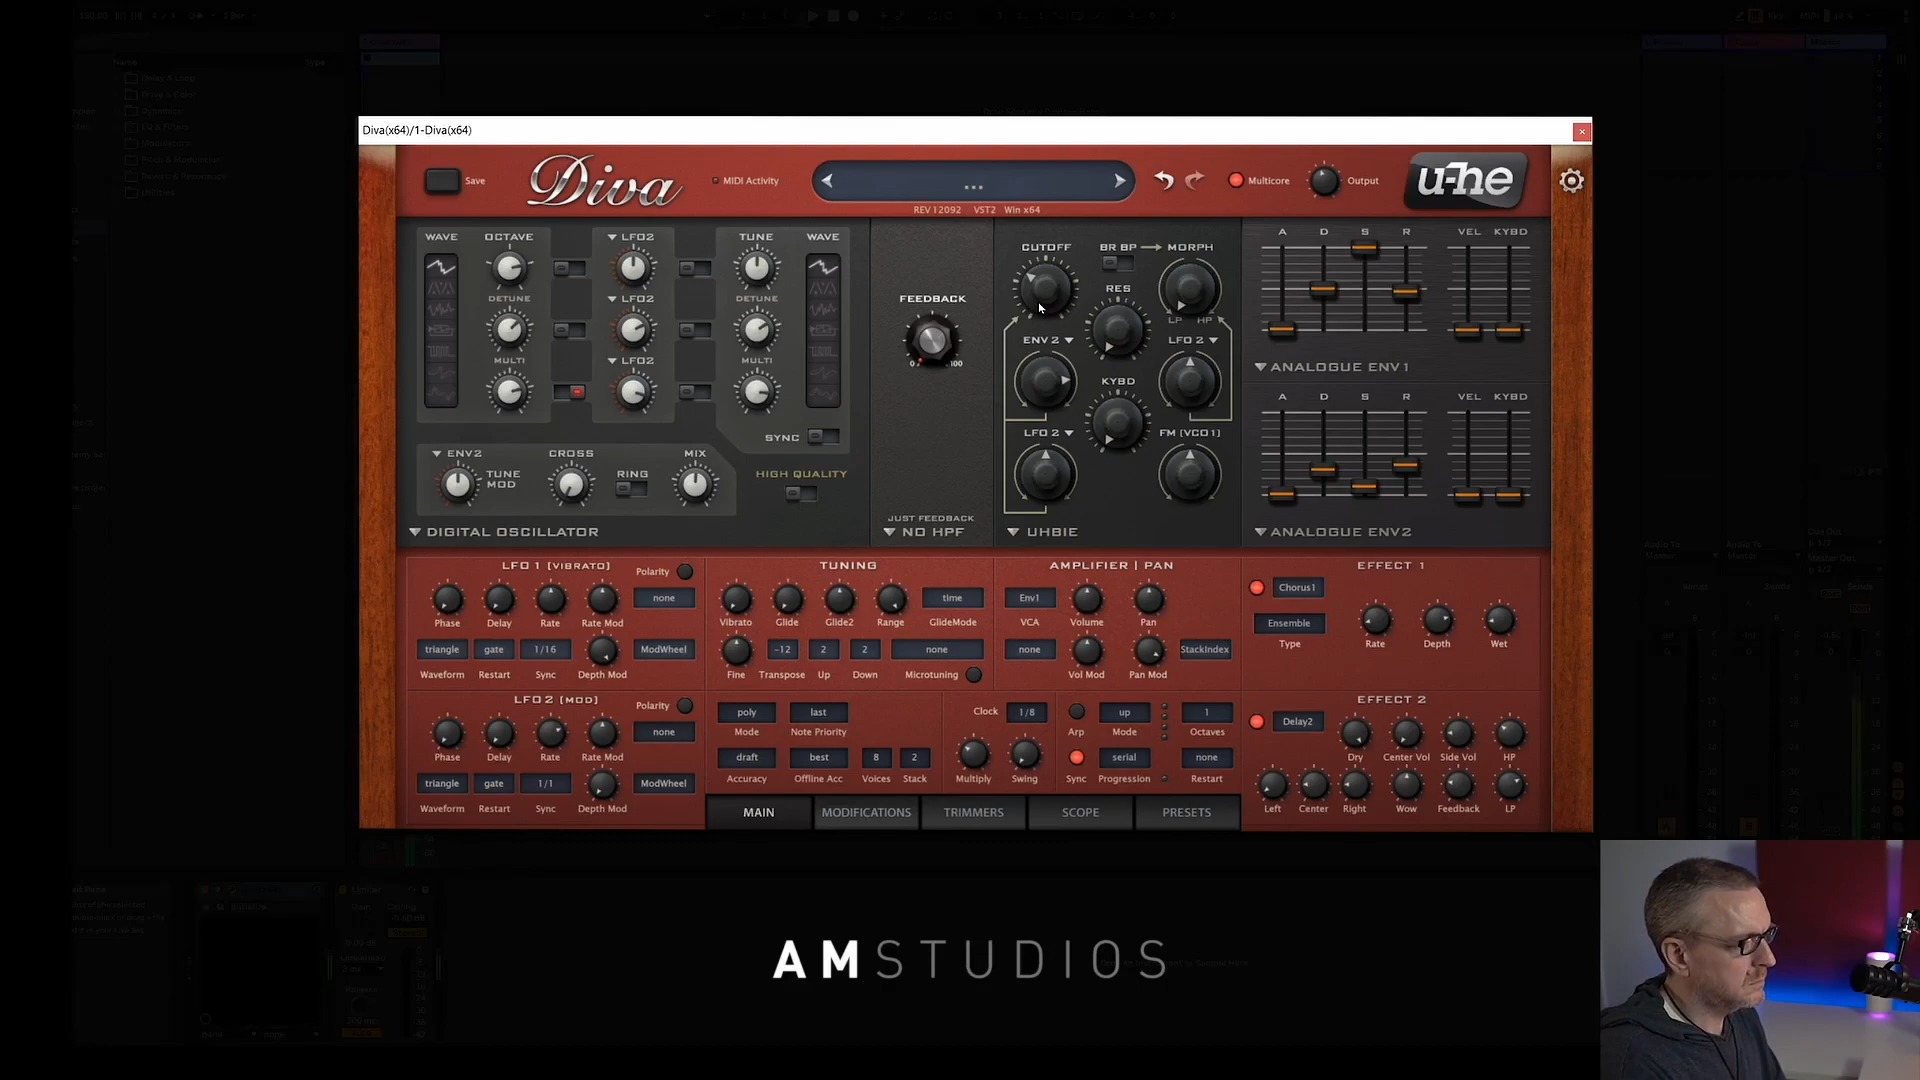 Name
Type
Diva(x64)/1-Diva(x64)
Save
Diva
MIDI Activity
...
Multicore
Output
u-he
REV 12092 VST2 Win x64
WAVE OCTAVE LFO2 TUNE WAVE
DETUNE LFO2 DETUNE
MULTI LFO2 MULTI
SYNC
ENV2 CROSS MIX
TUNE MOD
RING
HIGH QUALITY
DIGITAL OSCILLATOR
FEEDBACK
0 100
JUST FEEDBACK
NO HPF
CUTOFF BR BP MORPH
RES
LP HP
ENV 2 LFO 2
KYBD
LFO 2 FM (VCO1)
UHBIE
A D S R VEL KYBD
ANALOGUE ENV1
A D S R VEL KYBD
ANALOGUE ENV2
LFO 1 (VIBRATO) Polarity
none
Phase Delay Rate Rate Mod
triangle gate 1/16 ModWheel
Waveform Restart Sync Depth Mod
LFO 2 (MOD) Polarity
none
Phase Delay Rate Rate Mod
triangle gate 1/1 ModWheel
Waveform Restart Sync Depth Mod
TUNING
time
Vibrato Glide Glide2 Range GlideMode
-12 2 2 none
Fine Transpose Up Down Microtuning
AMPLIFIER | PAN
Env1
VCA Volume Pan
none StackIndex
Vol Mod Pan Mod
poly last
Mode Note Priority
draft best 8 2
Accuracy Offline Acc Voices Stack
Clock 1/8
Multiply Swing
up 1
Arp Mode Octaves
serial none
Sync Progression Restart
MAIN MODIFICATIONS TRIMMERS SCOPE PRESETS
EFFECT 1
Chorus1
Ensemble
Type Rate Depth Wet
EFFECT 2
Delay2
Dry Center Vol Side Vol HP
Left Center Right Wow Feedback LP
AMSTUDIOS